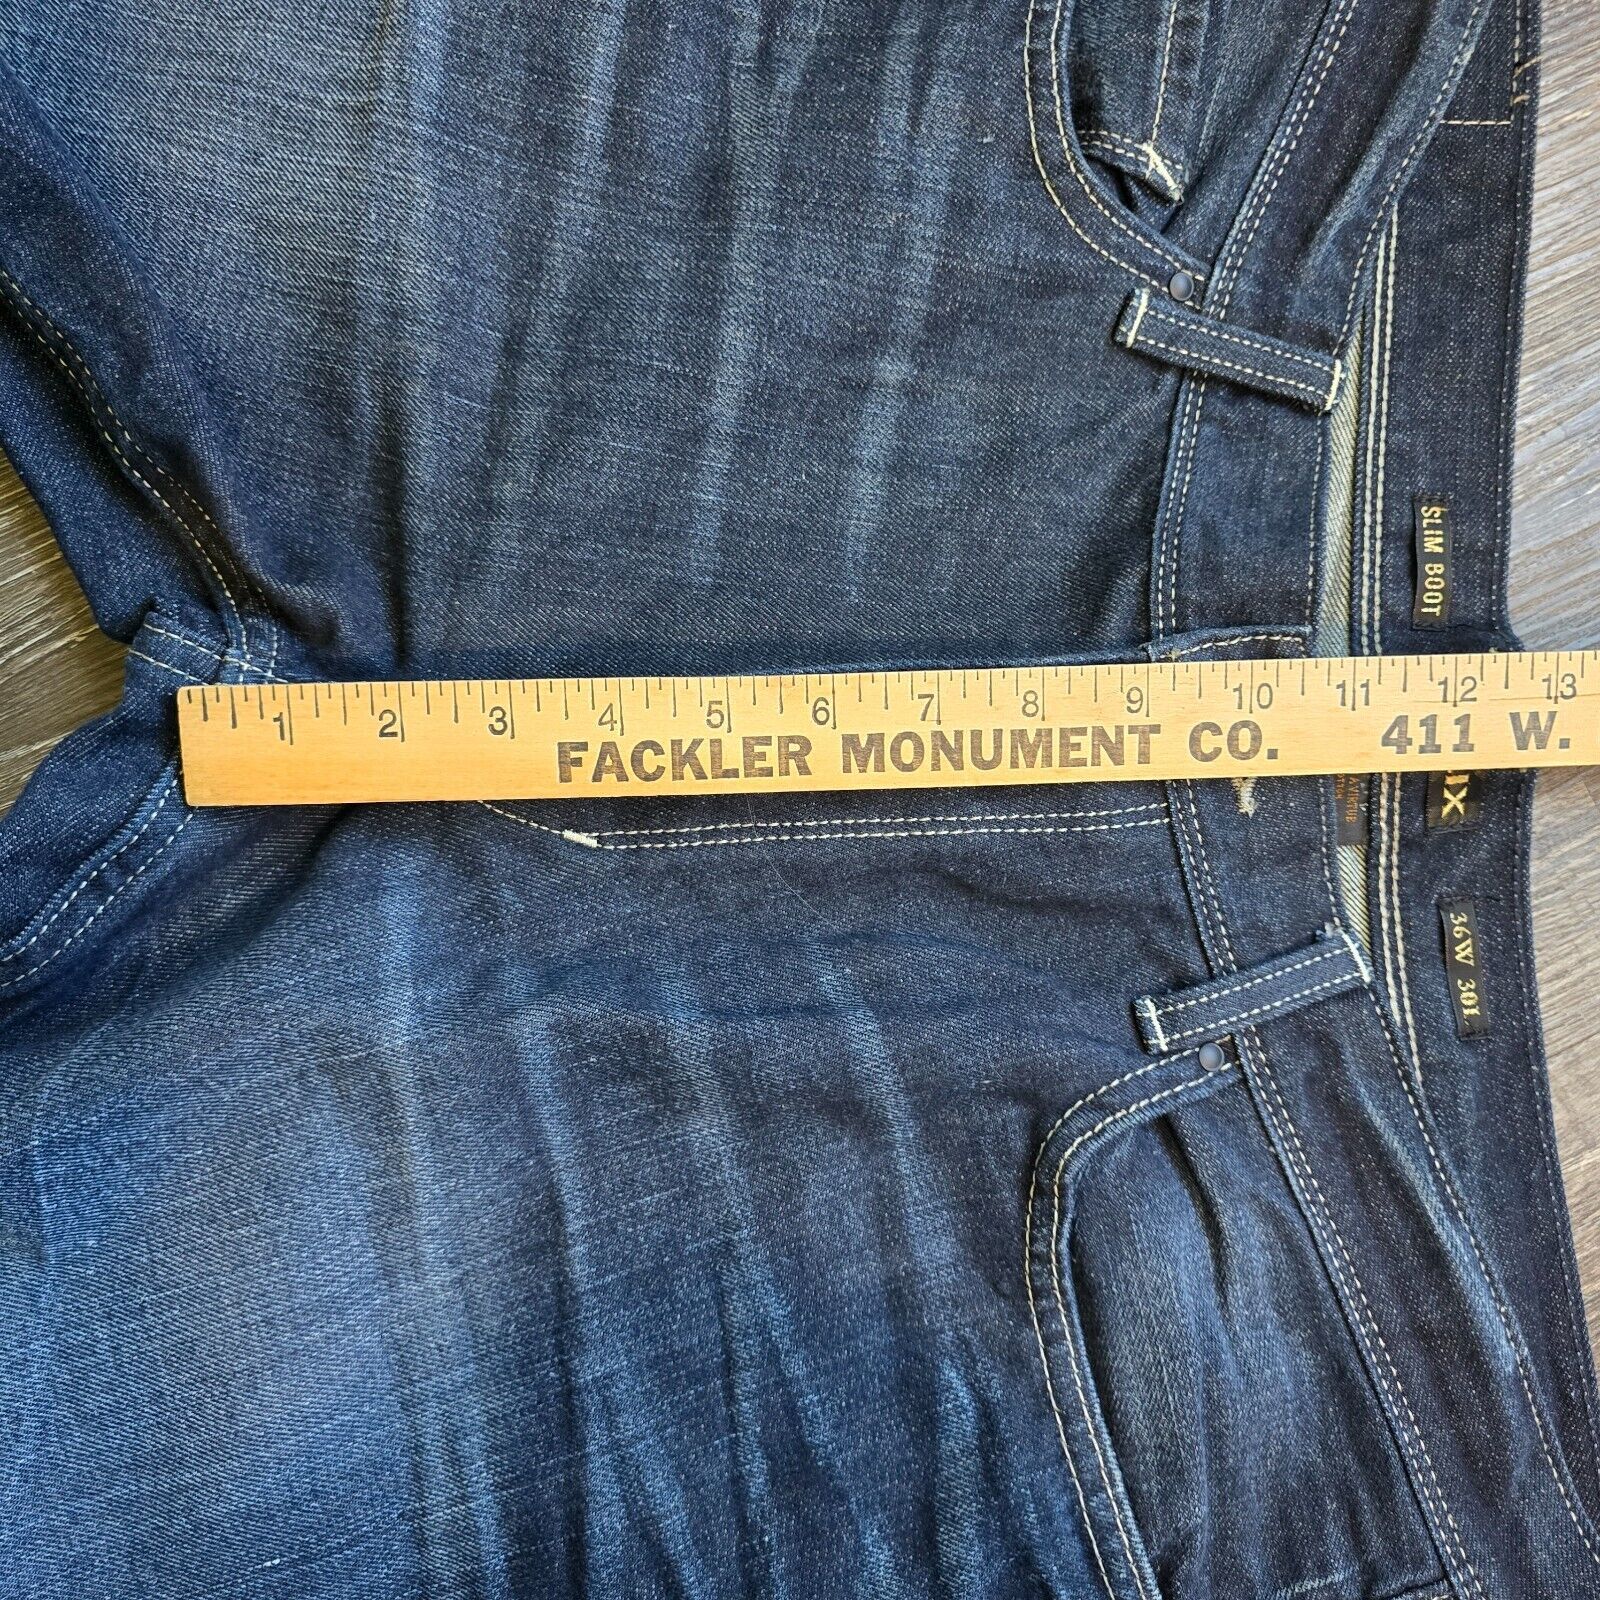 SLIM BOOT
1 2 3 4 5 6 7 8 9 10 11 12 13
FACKLER MONUMENT CO. 411 W.
36W 30L